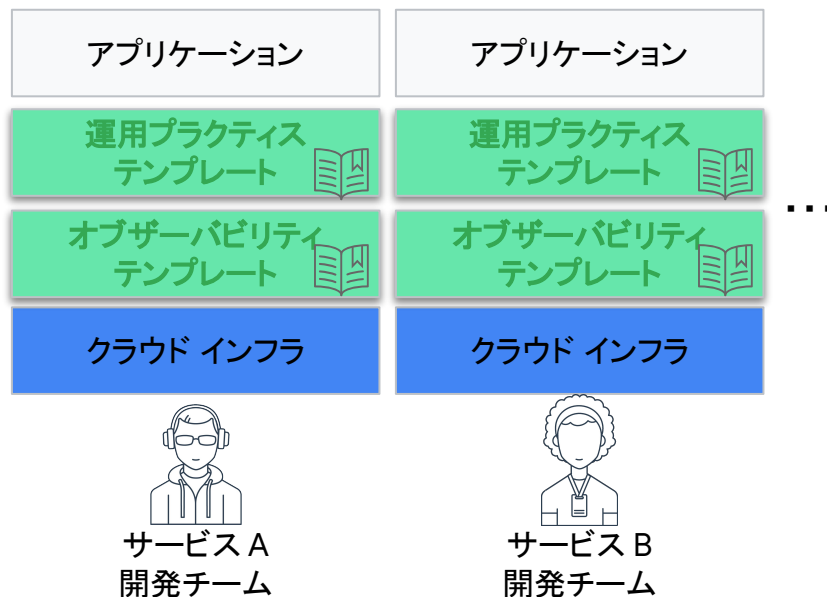 アプリケーション
運用プラクティス
テンプレート
オブザーバビリティ
テンプレート
クラウド インフラ
サービス A
開発チーム
アプリケーション
運用プラクティス
テンプレート
オブザーバビリティ
テンプレート
クラウド インフラ
サービス B
開発チーム
…